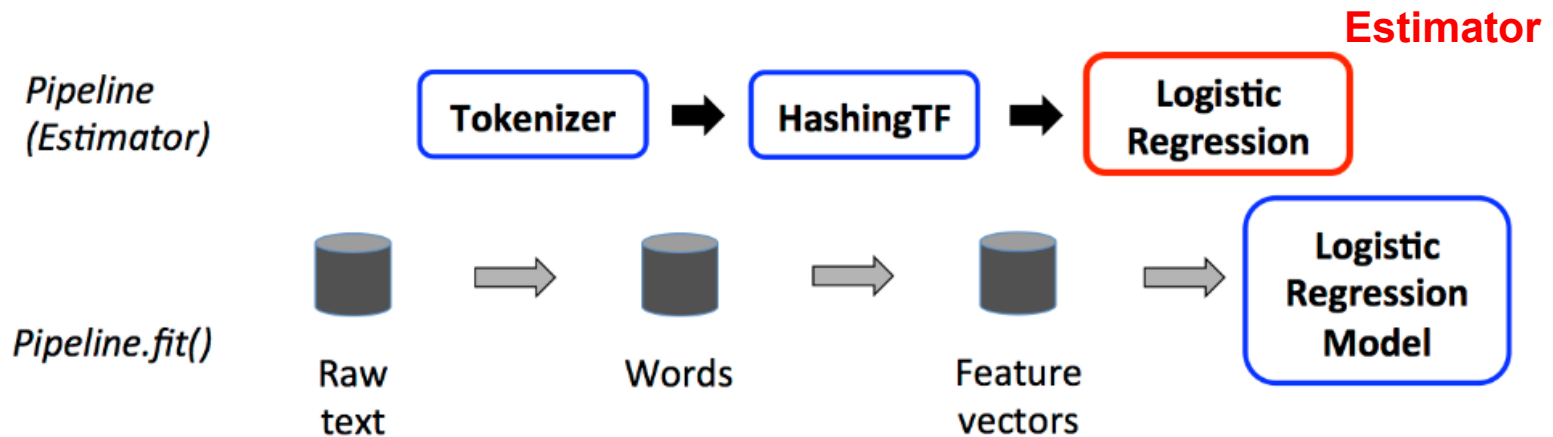 Estimator
Pipeline
(Estimator)
Tokenizer
HashingTF
Logistic
Regression
Pipeline.fit()
Raw
text
Words
Feature
vectors
Logistic
Regression
Model